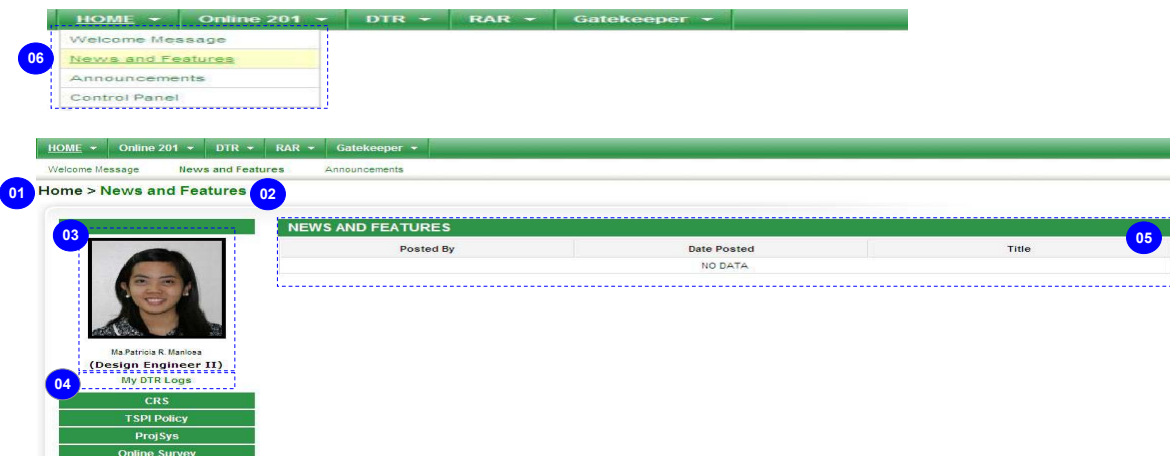 HOME Online 201 DTR RAR Gatekeeper
Welcome Message
06 News and Features
Announcements
Control Panel
HOME Online 201 DTR RAR Gatekeeper
Welcome Message News and Features Announcements
01 Home > News and Features 02
03
NEWS AND FEATURES
05
Posted By Date Posted Title
NO DATA
Ma.Patricia R. Manlosa
(Design Engineer II)
04 My DTR Logs
CRS
TSPI Policy
ProjSys
Online Survey